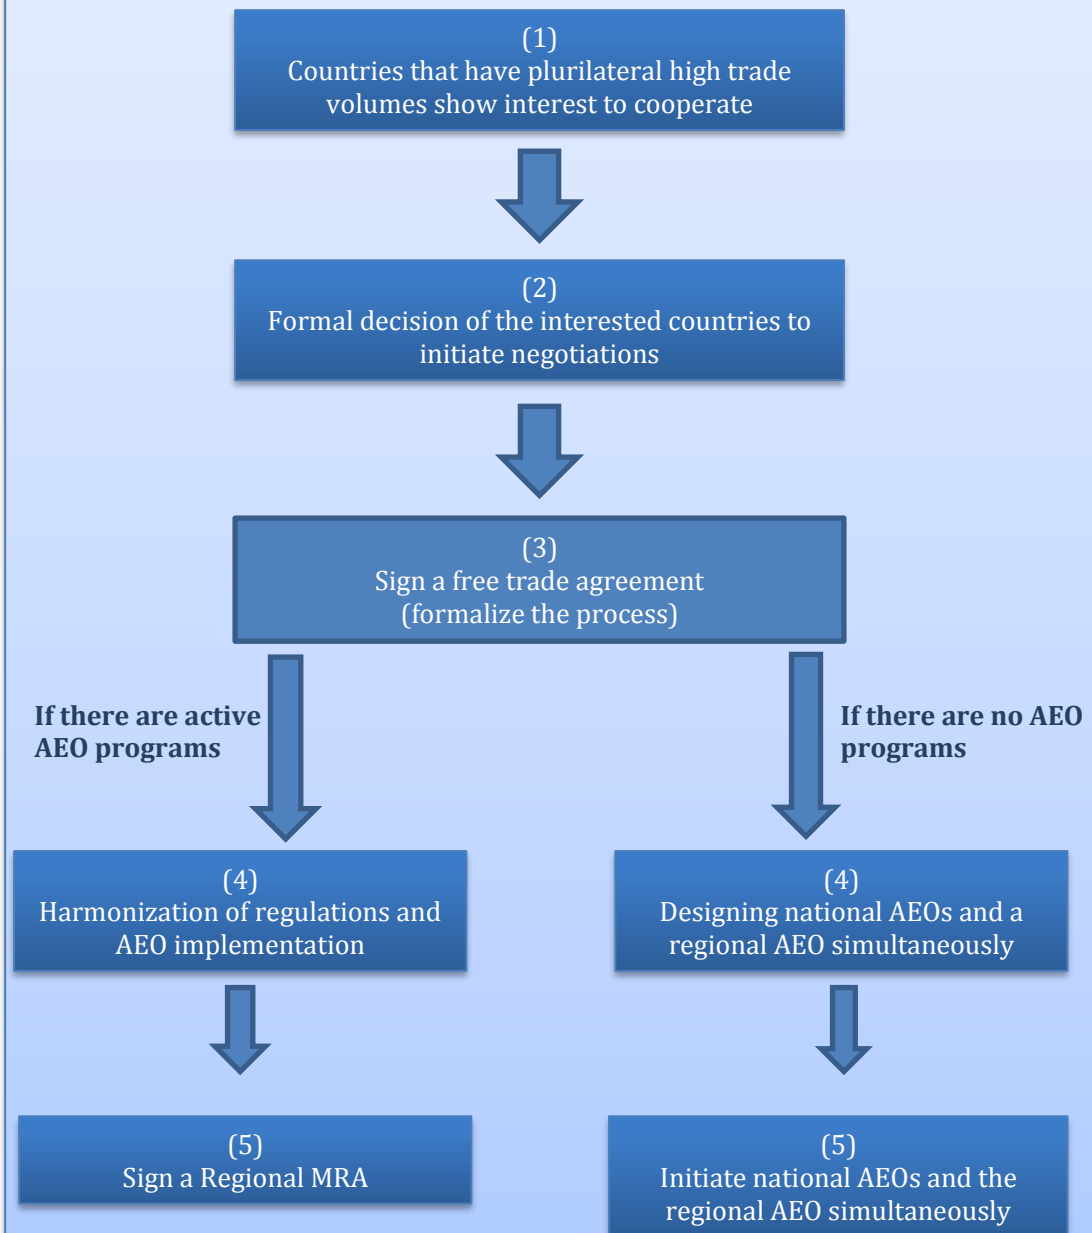 (1)
Countries that have plurilateral high trade
volumes show interest to cooperate
(2)
Formal decision of the interested countries to
initiate negotiations
(3)
Sign a free trade agreement
(formalize the process)
If there are active
AEO programs
If there are no AEO
programs
(4)
Harmonization of regulations and
AEO implementation
(4)
Designing national AEOs and a
regional AEO simultaneously
(5)
Sign a Regional MRA
(5)
Initiate national AEOs and the
regional AEO simultaneously